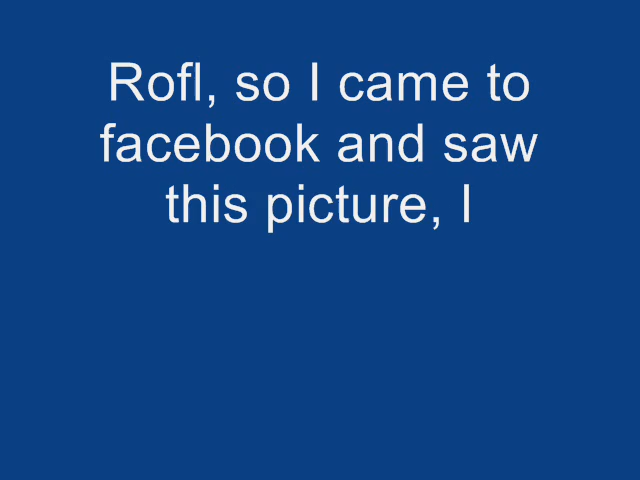 Rofl, so I came to
facebook and saw
this picture, I